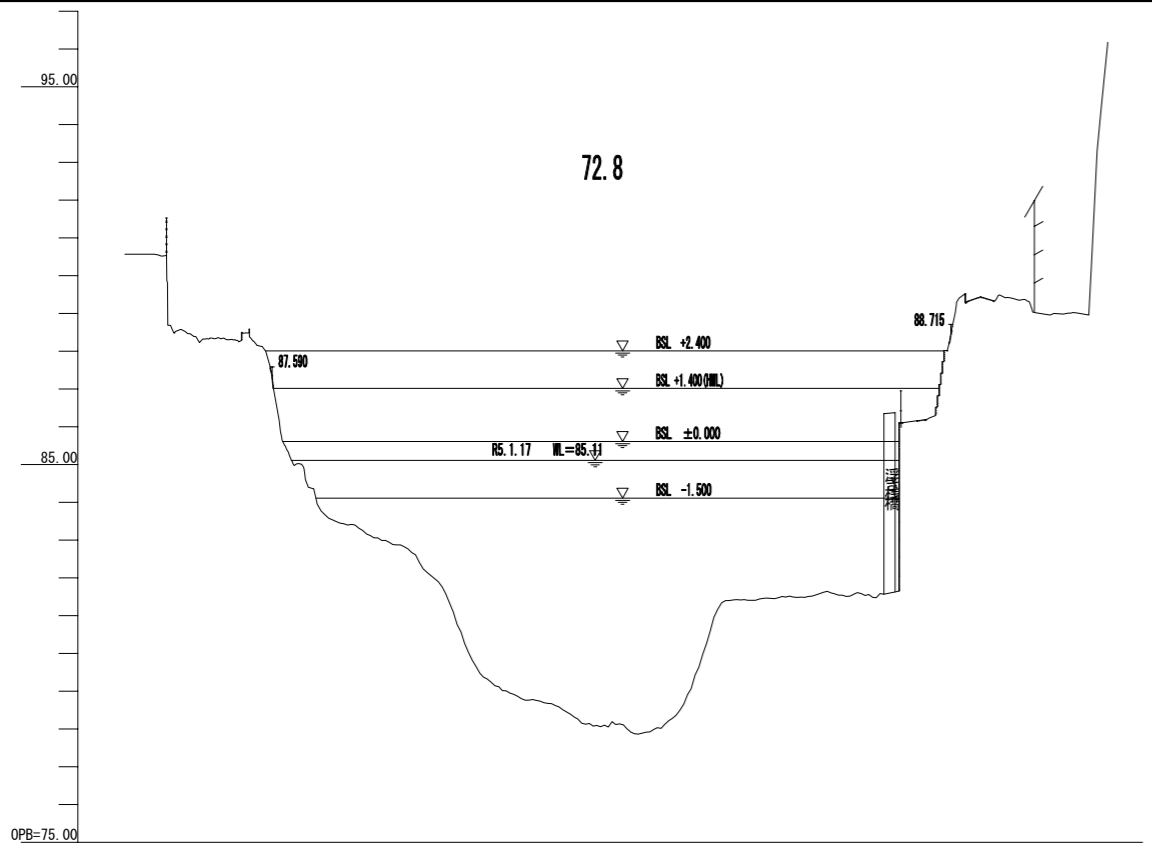 95.00
72.8
88.715
BSL +2.400
87.590
BSL +1.400(HWL)
BSL ±0.000
R5.1.17 WL=85.11
85.00
BSL -1.500
OPB=75.00